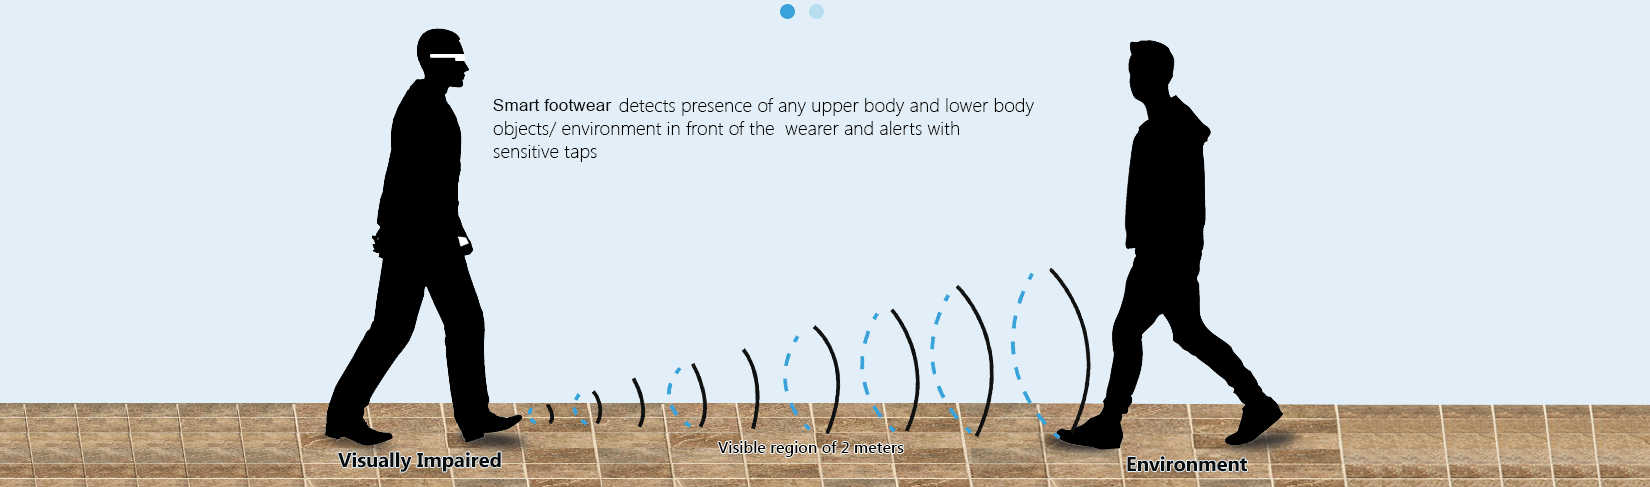 Smart footwear detects presence of any upper body and lower body
objects/ environment in front of the wearer and alerts with
sensitive taps
Visible region of 2 meters
Visually Impaired
Environment